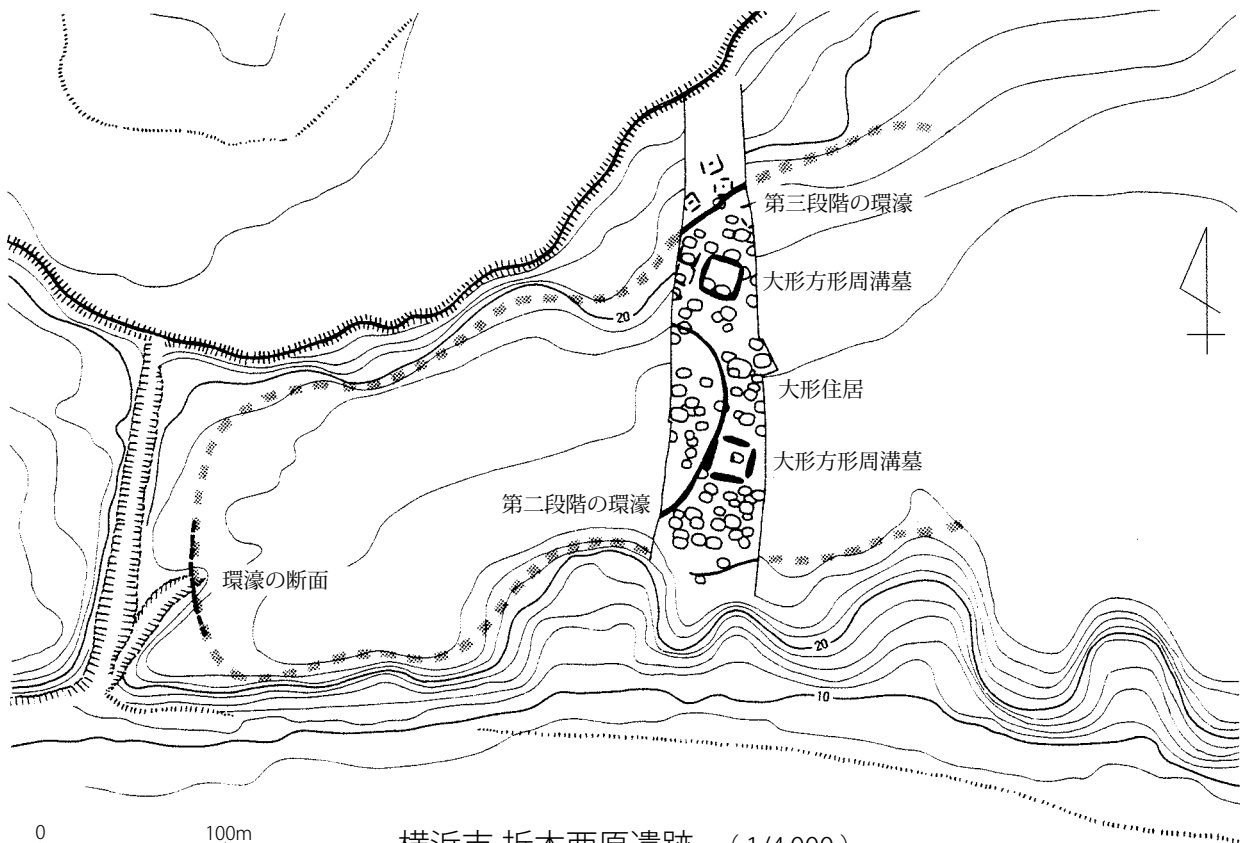 第三段階の環濠
大形方形周溝墓
20
大形住居
大形方形周溝墓
第二段階の環濠
環濠の断面
20
10
0 100m
横浜市 折本西原遺跡 （1/4,000）